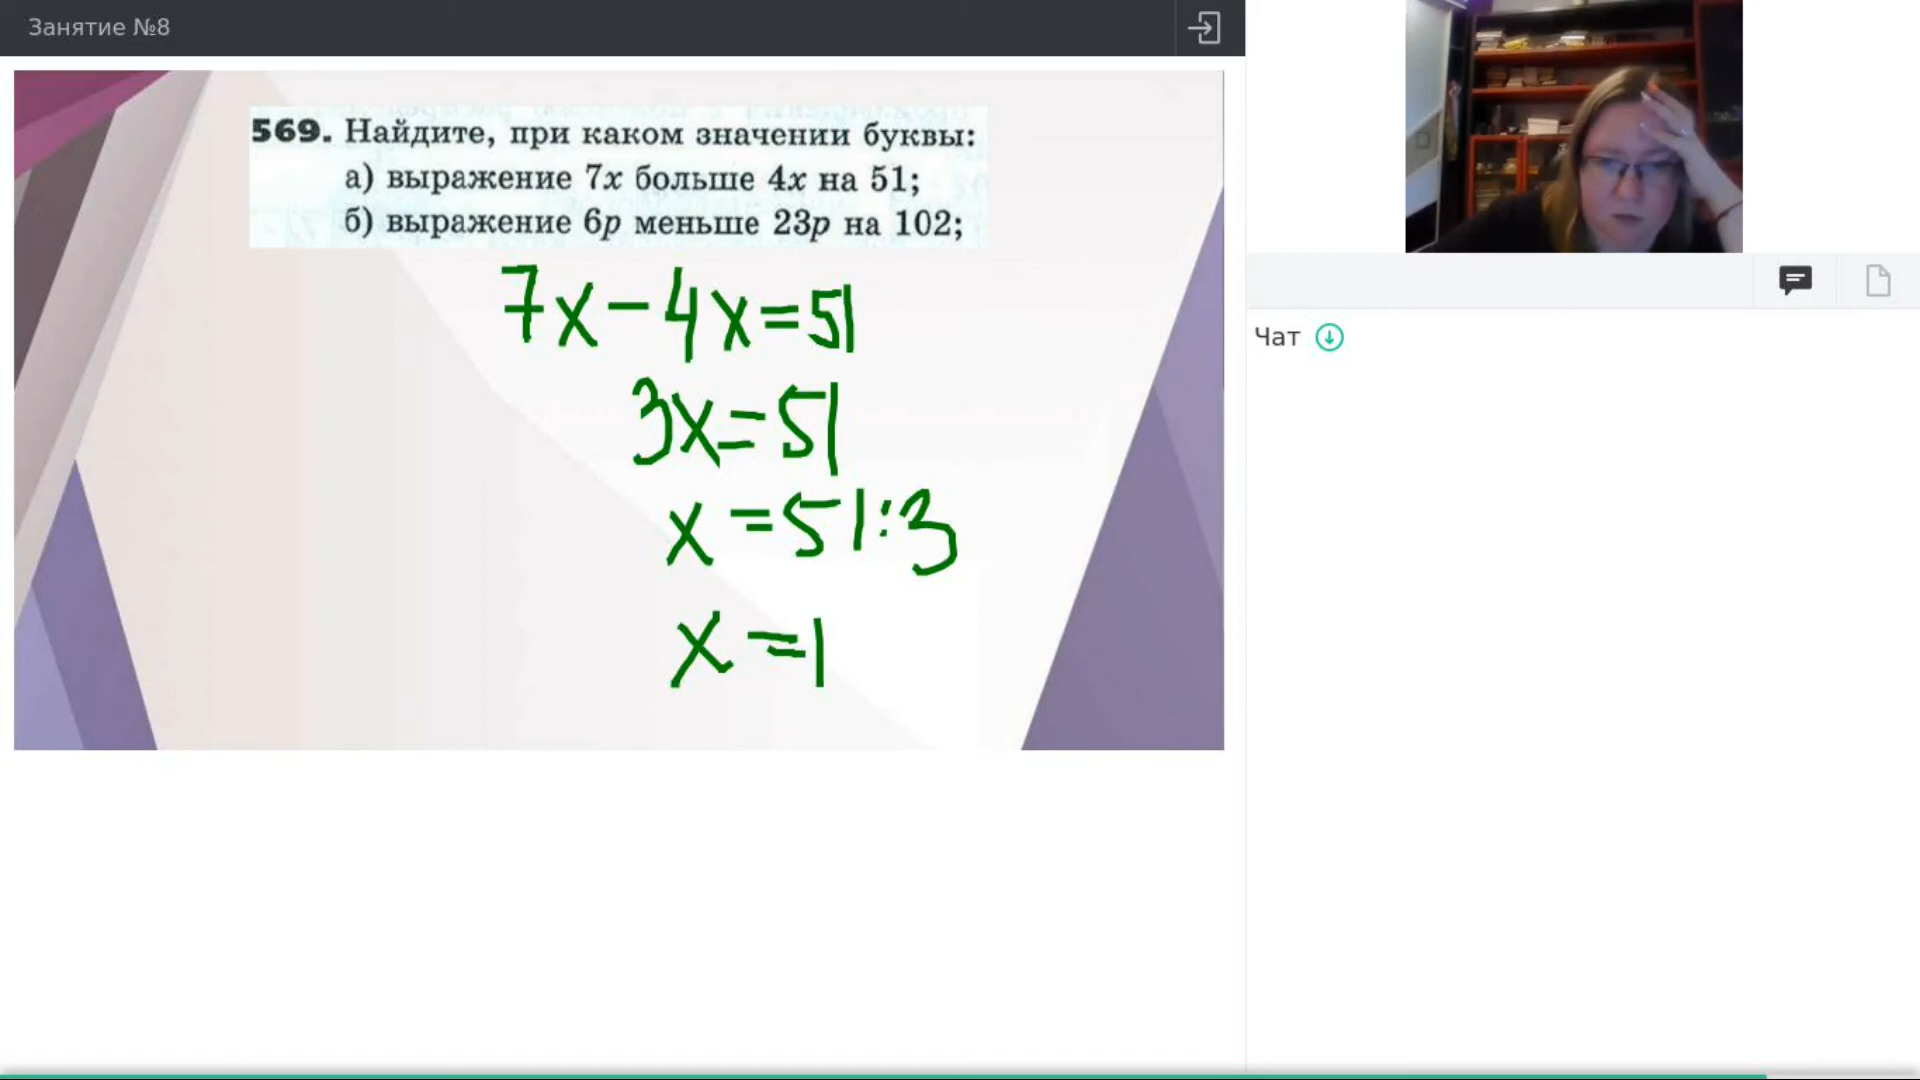 Занятие №8
569. Найдите, при каком значении буквы:
а) выражение 7x больше 4x на 51;
б) выражение 6p меньше 23p на 102;
7x-4x=51
3x=51
x=51:3
x=1
Чат